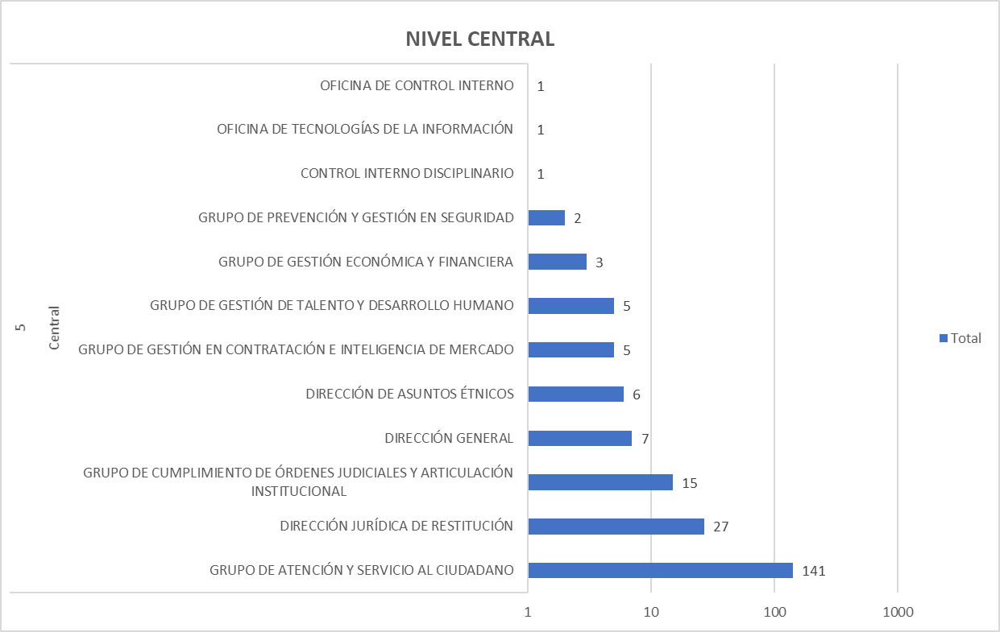 NIVEL CENTRAL
OFICINA DE CONTROL INTERNO 1
OFICINA DE TECNOLOGÍAS DE LA INFORMACIÓN 1
CONTROL INTERNO DISCIPLINARIO 1
GRUPO DE PREVENCIÓN Y GESTIÓN EN SEGURIDAD 2
GRUPO DE GESTIÓN ECONÓMICA Y FINANCIERA 3
GRUPO DE GESTIÓN DE TALENTO Y DESARROLLO HUMANO 5
GRUPO DE GESTIÓN EN CONTRATACIÓN E INTELIGENCIA DE MERCADO 5
DIRECCIÓN DE ASUNTOS ÉTNICOS 6
DIRECCIÓN GENERAL 7
GRUPO DE CUMPLIMIENTO DE ÓRDENES JUDICIALES Y ARTICULACIÓN
INSTITUCIONAL 15
DIRECCIÓN JURÍDICA DE RESTITUCIÓN 27
GRUPO DE ATENCIÓN Y SERVICIO AL CIUDADANO 141
5
Central
Total
1 10 100 1000